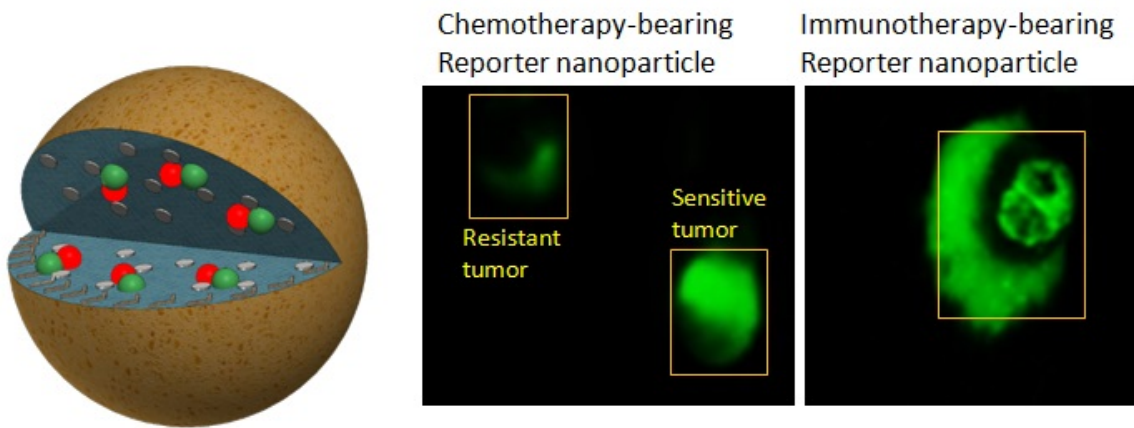 Chemotherapy-bearing
Reporter nanoparticle
Immunotherapy-bearing
Reporter nanoparticle
Resistant
tumor
Sensitive
tumor